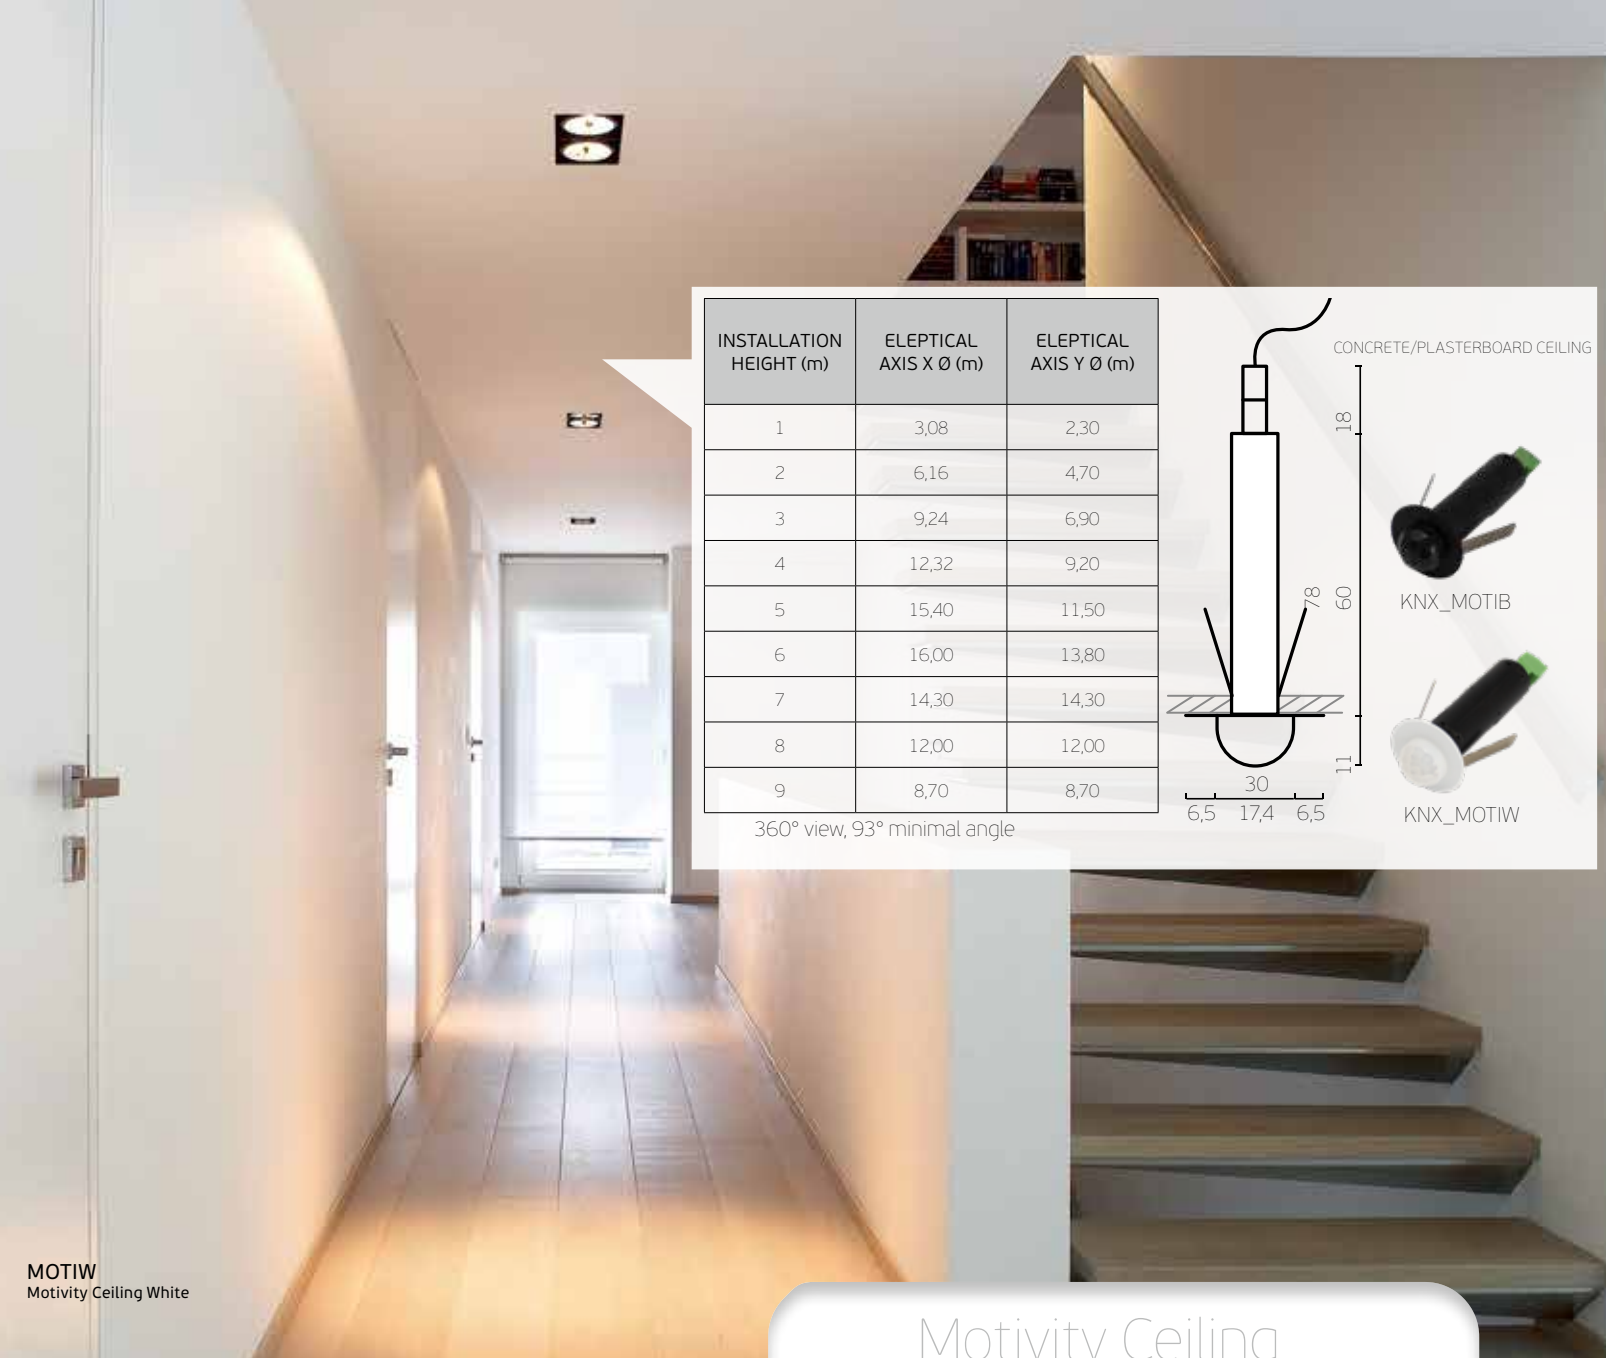 INSTALLATION HEIGHT (m) ELEPTICAL AXIS X Ø (m) ELEPTICAL AXIS Y Ø (m)
1 3,08 2,30
2 6,16 4,70
3 9,24 6,90
4 12,32 9,20
5 15,40 11,50
6 16,00 13,80
7 14,30 14,30
8 12,00 12,00
9 8,70 8,70
360° view, 93° minimal angle
CONCRETE/PLASTERBOARD CEILING
18
78
60
11
30
6,5 17,4 6,5
KNX_MOTIB
KNX_MOTIW
MOTIW
Motivity Ceiling White
Motivity Ceiling